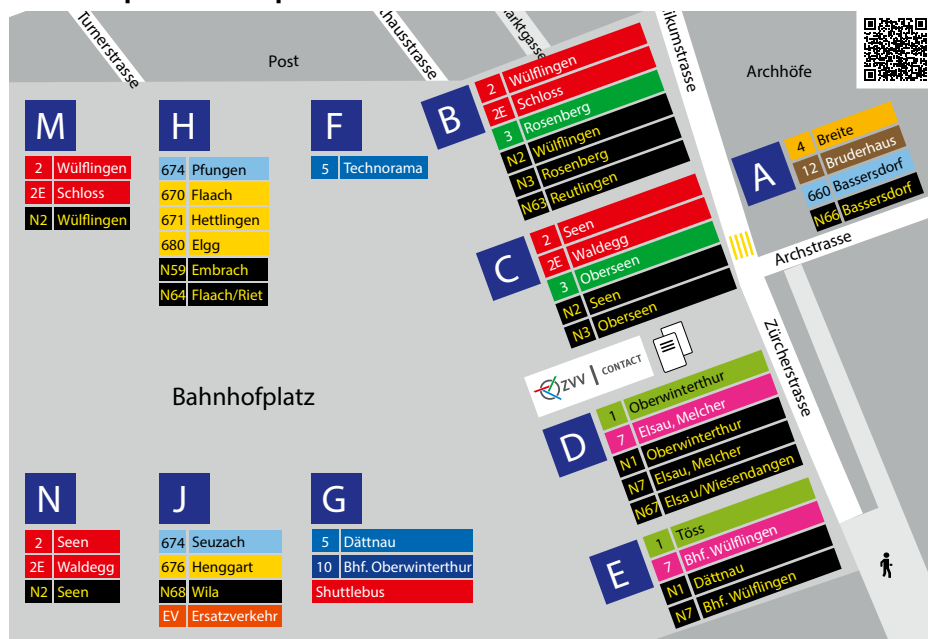 Turnerstrasse
Post
Archhöfe
M
2 Wülflingen
2E Schloss
N2 Wülflingen
H
674 Pfungen
670 Flaach
671 Hettlingen
680 Elgg
N59 Embrach
N64 Flaach/Riet
F
5 Technorama
B
2 Wülflingen
2E Schloss
3 Rosenberg
N2 Wülflingen
N3 Rosenberg
N63 Reutlingen
A
4 Breite
12 Bruderhaus
660 Bassersdorf
N66 Bassersdorf
Archstrasse
C
2 Seen
2E Waldegg
3 Oberseen
N2 Seen
N3 Oberseen
Zürcherstrasse
ZVV CONTACT
Bahnhofplatz
D
1 Oberwinterthur
7 Elsau, Melcher
N1 Oberwinterthur
N7 Elsau, Melcher
N67 Elsa u/Wiesendangen
N
2 Seen
2E Waldegg
N2 Seen
J
674 Seuzach
676 Henggart
N68 Wila
EV Ersatzverkehr
G
5 Dättnau
10 Bhf. Oberwinterthur
Shuttlebus
E
1 Töss
7 Bhf. Wülflingen
N1 Dättnau
N7 Bhf. Wülflingen